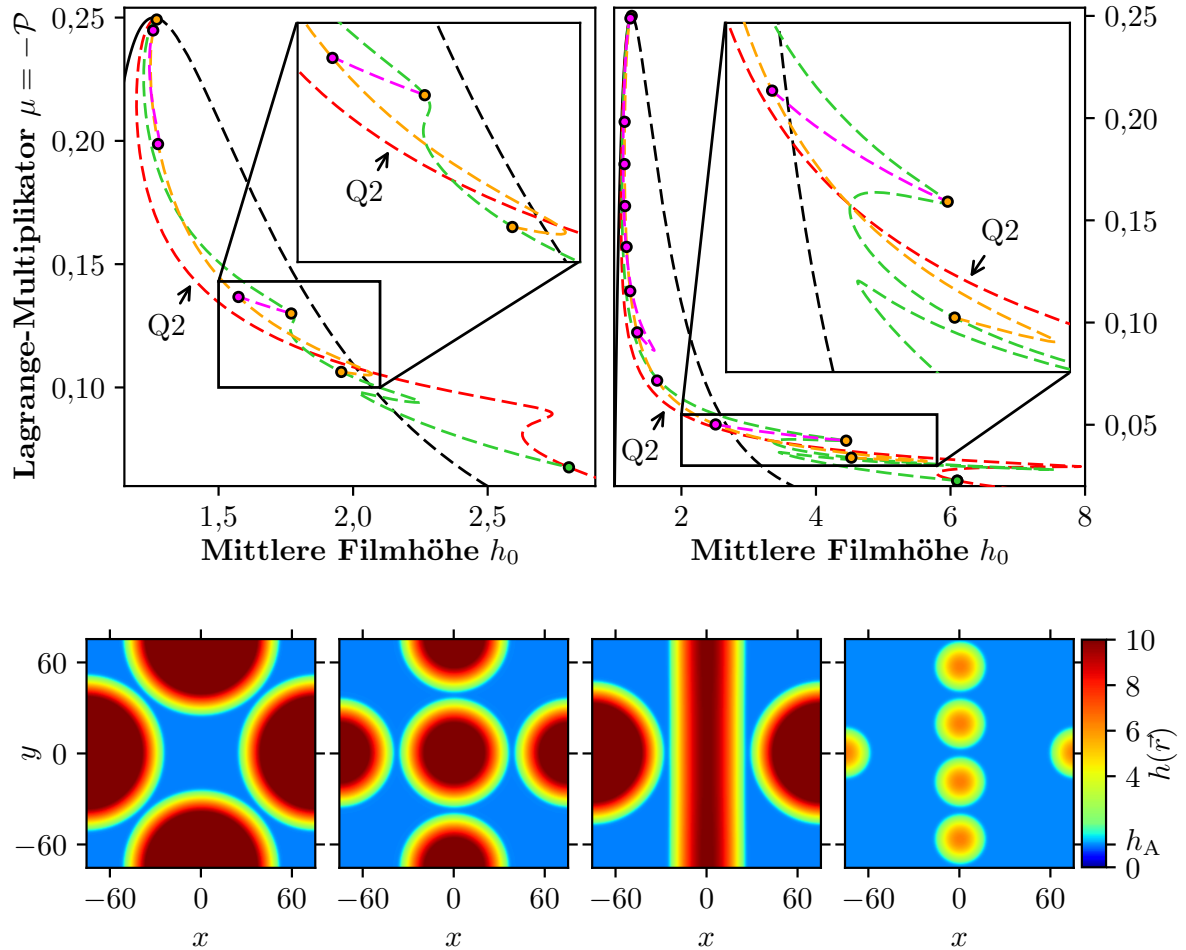 Lagrange-Multiplikator μ = −𝒫
0,25
0,20
0,15
0,10
Q2
Q2
1,5
2,0
2,5
Mittlere Filmhöhe h₀
0,25
0,20
0,15
0,10
0,05
Q2
Q2
2
4
6
8
Mittlere Filmhöhe h₀
y
60
0
−60
−60
0
60
x
−60
0
60
x
−60
0
60
x
−60
0
60
x
10
8
6
4
h_A
0
h(r⃗)